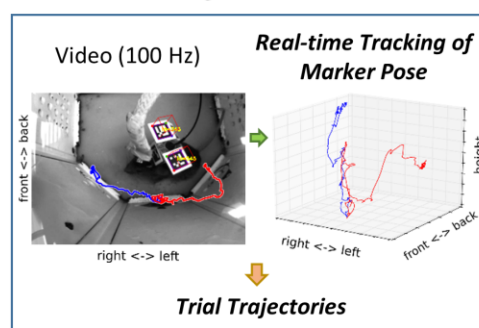 Video (100 Hz)
Real-time Tracking of
Marker Pose
front <-> back
right <-> left
height
right <-> left
front <-> back
Trial Trajectories